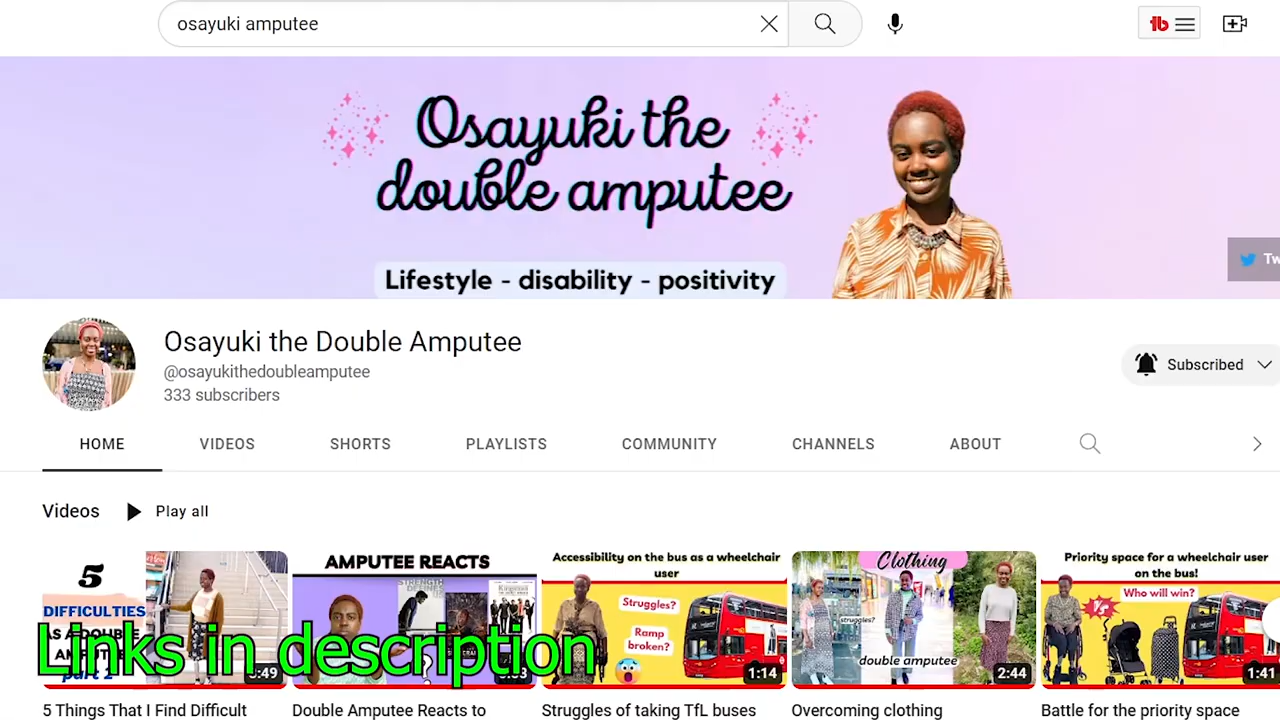 osayuki amputee
Osayuki the
double amputee
Lifestyle - disability - positivity
Tw
Osayuki the Double Amputee
@osayukithedoubleamputee
333 subscribers
Subscribed
HOME VIDEOS SHORTS PLAYLISTS COMMUNITY CHANNELS ABOUT
Videos Play all
5
DIFFICULTIES
AMPUTEE REACTS
STRENGTH
Accessibility on the bus as a wheelchair
user
Struggles?
Ramp
broken?
1:14
Clothing
struggles?
double amputee
2:44
Priority space for a wheelchair user
on the bus!
Who will win?
1:41
Links in description
5 Things That I Find Difficult
Double Amputee Reacts to
Struggles of taking TfL buses
Overcoming clothing
Battle for the priority space